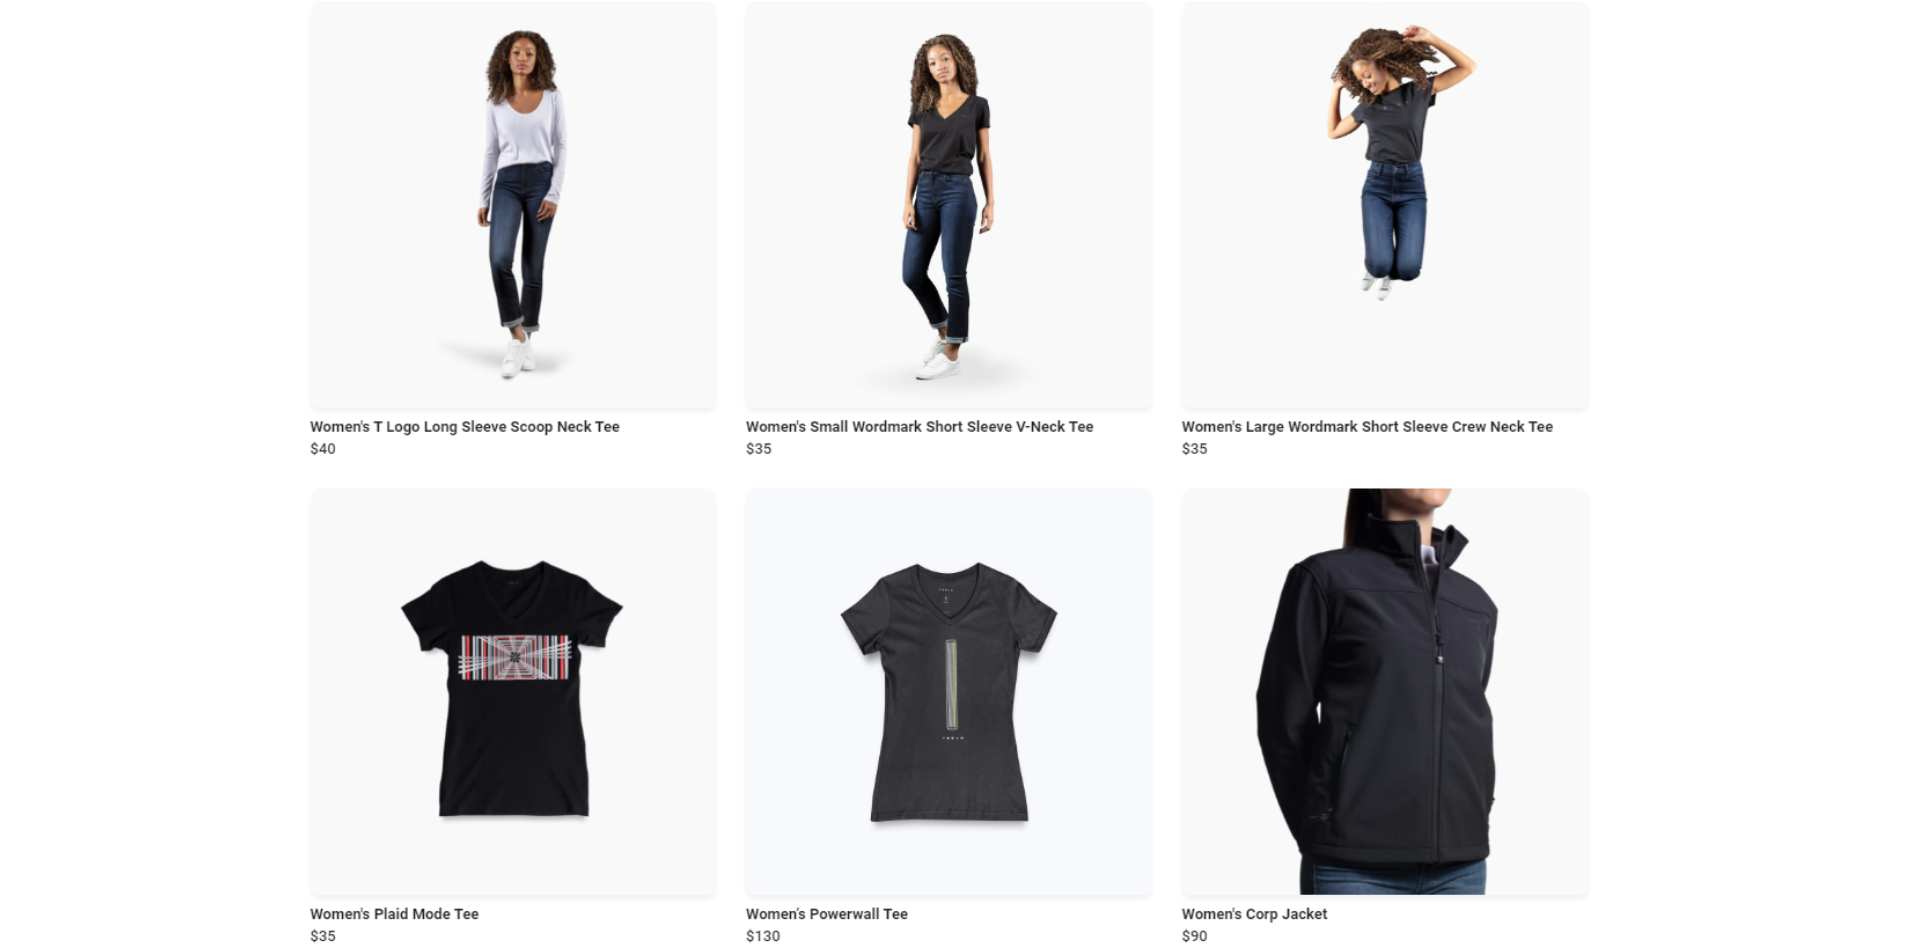 Women's T Logo Long Sleeve Scoop Neck Tee
$40
Women's Small Wordmark Short Sleeve V-Neck Tee
$35
Women's Large Wordmark Short Sleeve Crew Neck Tee
$35
Women's Plaid Mode Tee
$35
Women’s Powerwall Tee
$130
Women's Corp Jacket
$90